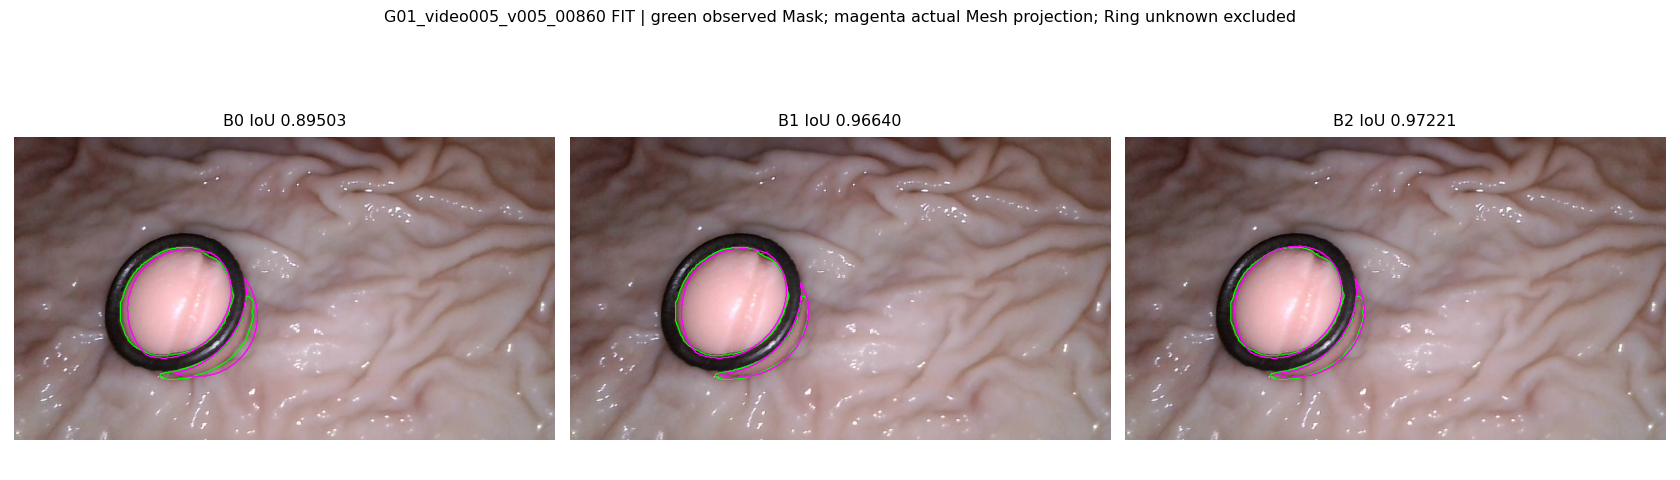 G01_video005_v005_00860 FIT | green observed Mask; magenta actual Mesh projection; Ring unknown excluded
B0 IoU 0.89503
B1 IoU 0.96640
B2 IoU 0.97221